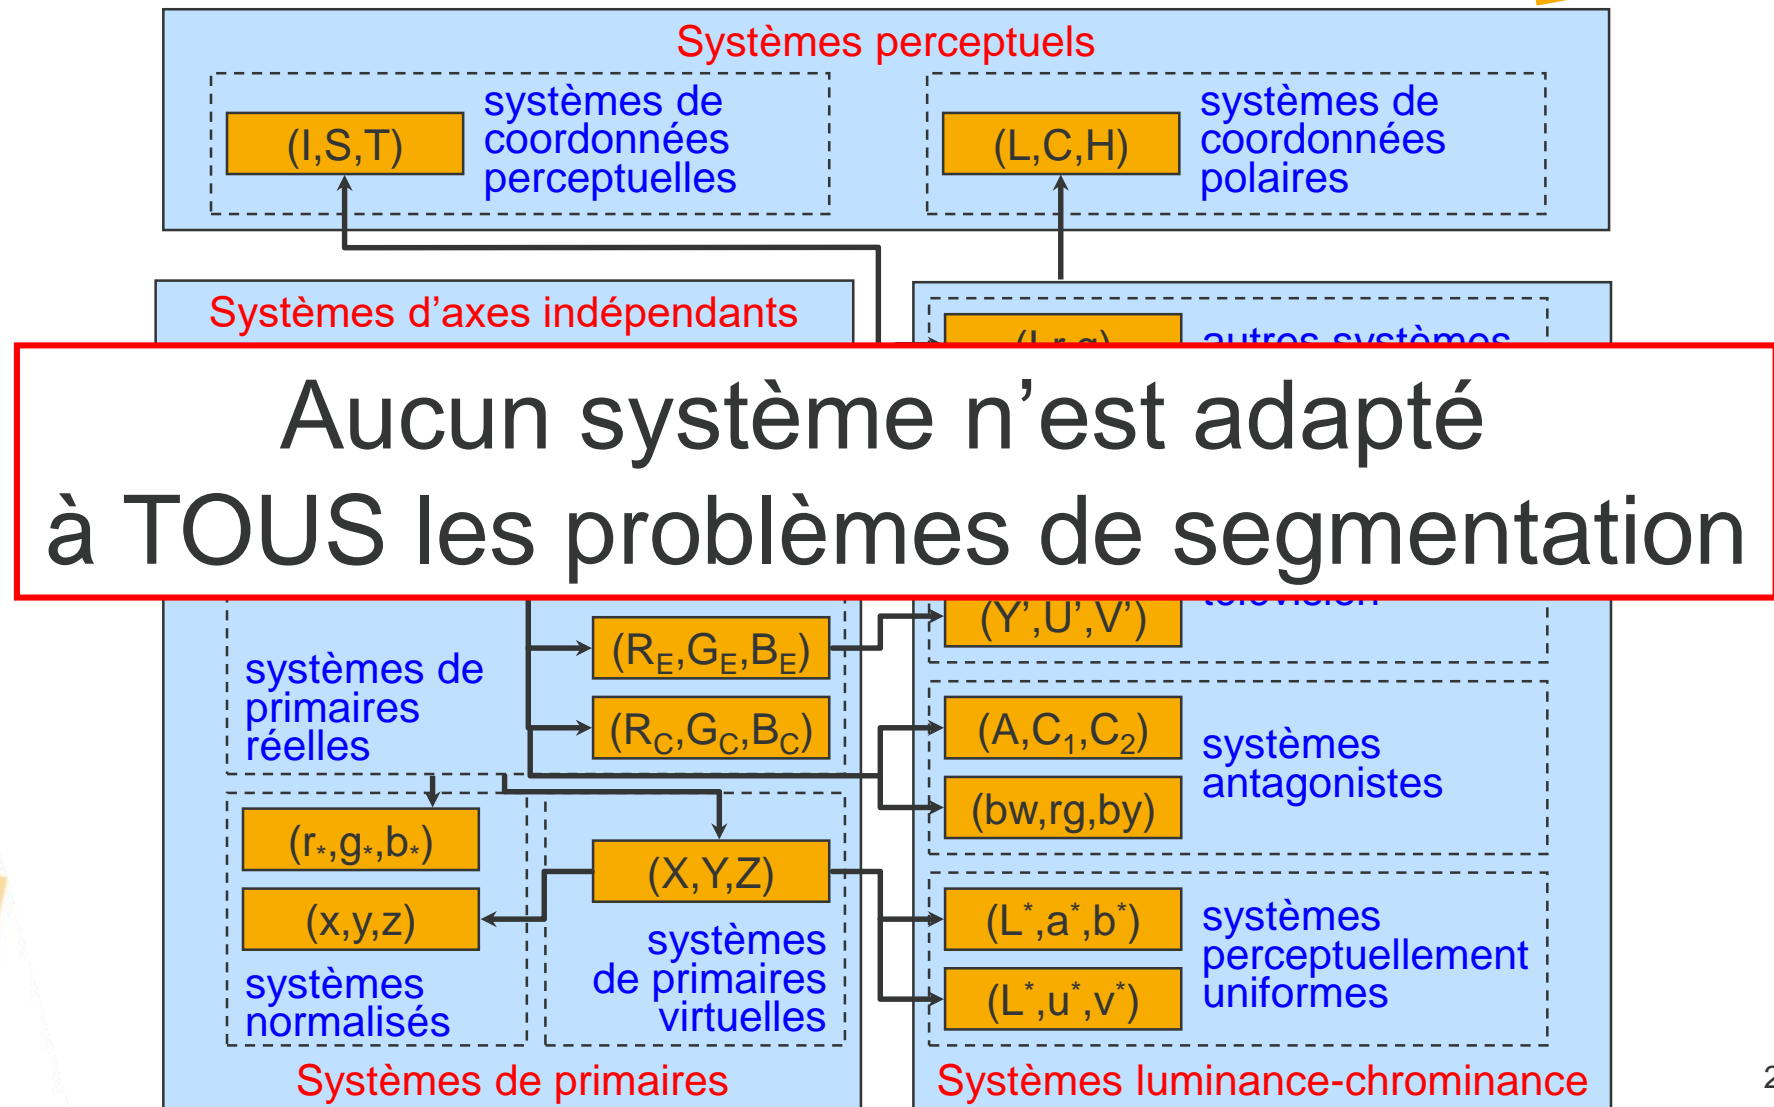 Systèmes perceptuels
(I,S,T)
systèmes de
coordonnées
perceptuelles
(L,C,H)
systèmes de
coordonnées
polaires
Systèmes d’axes indépendants
autres systèmes
Aucun système n’est adapté
à TOUS les problèmes de segmentation
systèmes de
primaires
réelles
(R_E,G_E,B_E)
(R_C,G_C,B_C)
(r*,g*,b*)
(x,y,z)
systèmes
normalisés
(X,Y,Z)
systèmes
de primaires
virtuelles
Systèmes de primaires
(Y’,U’,V’)
(A,C₁,C₂)
(bw,rg,by)
systèmes
antagonistes
(L*,a*,b*)
(L*,u*,v*)
systèmes
perceptuellement
uniformes
Systèmes luminance-chrominance